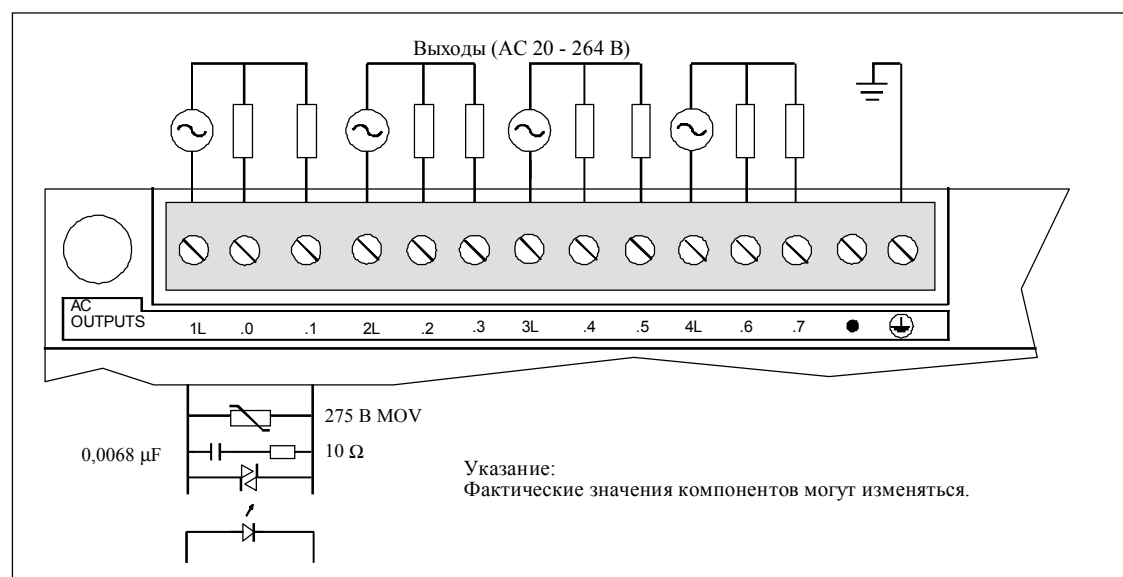 Выходы (AC 20 - 264 В)
AC
OUTPUTS
1L .0 .1 2L .2 .3 3L .4 .5 4L .6 .7
275 В MOV
0,0068 µF
10 Ω
Указание:
Фактические значения компонентов могут изменяться.